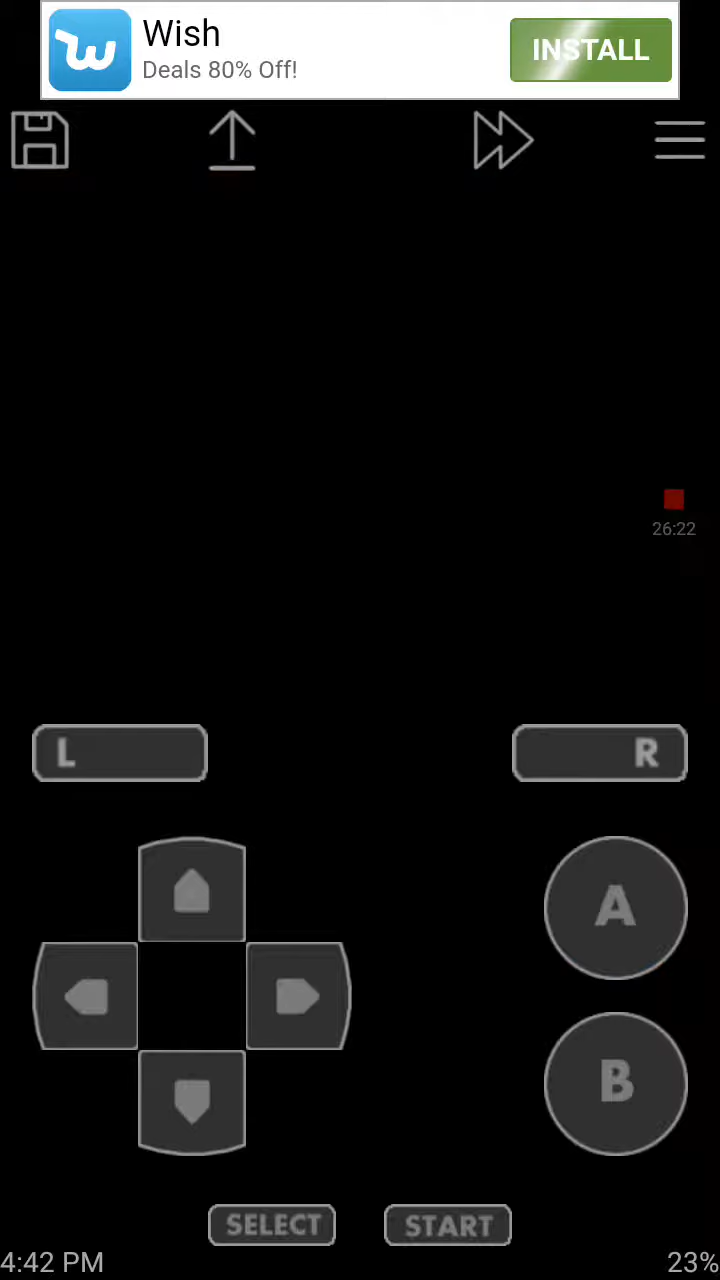 Wish
Deals 80% Off!
INSTALL
26:22
L
R
A
B
SELECT
START
4:42 PM
23%